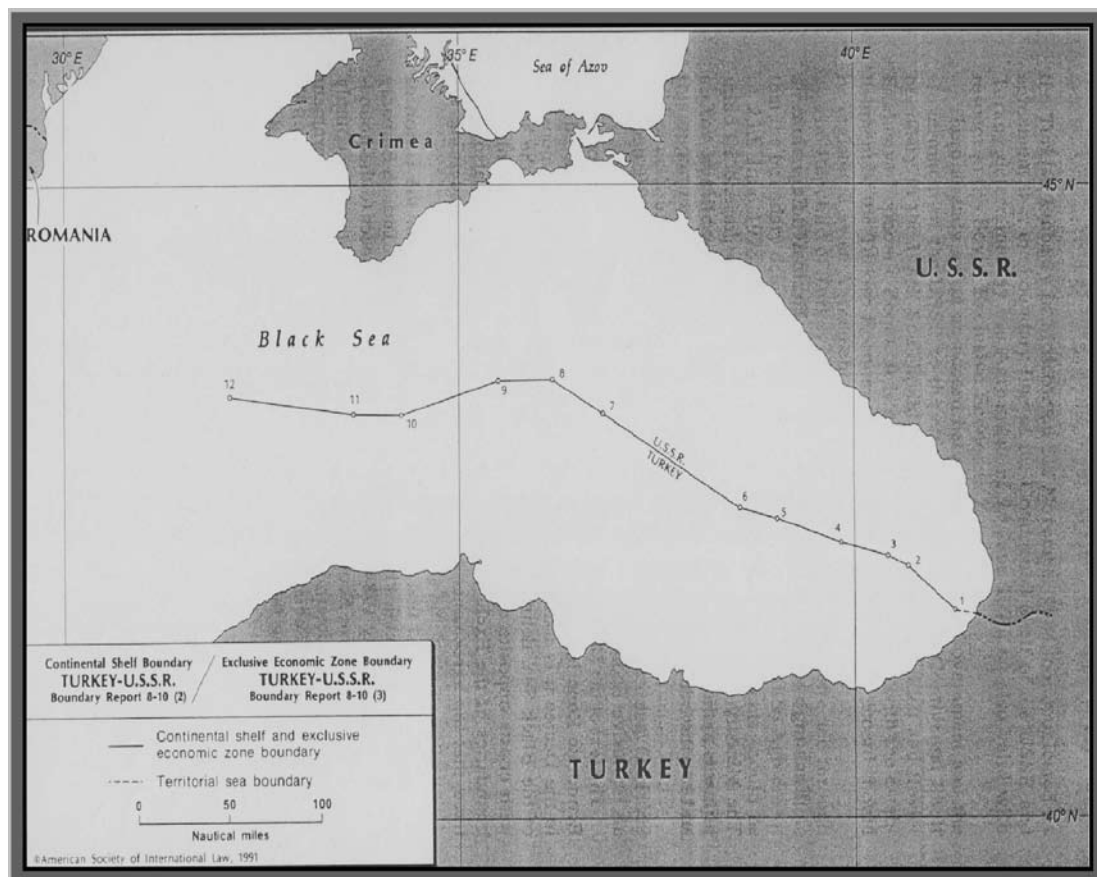 30° E
35° E
40° E
Sea of Azov
Crimea
45° N
ROMANIA
U. S. S. R.
Black Sea
12
11
10
9
8
7
U.S.S.R.
TURKEY
6
5
4
3
2
1
Continental Shelf Boundary
TURKEY-U.S.S.R.
Boundary Report 8-10 (2)
Exclusive Economic Zone Boundary
TURKEY-U.S.S.R.
Boundary Report 8-10 (3)
Continental shelf and exclusive
economic zone boundary
Territorial sea boundary
0 50 100
Nautical miles
©American Society of International Law, 1991
TURKEY
40° N